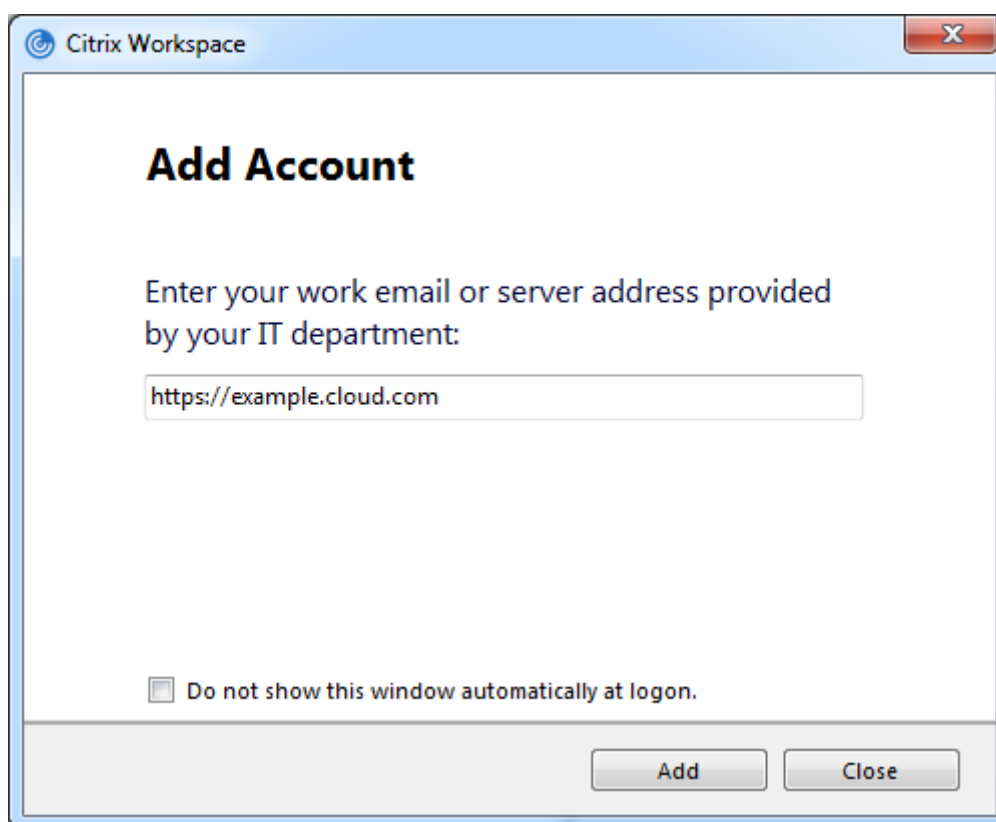 Citrix Workspace
Add Account
Enter your work email or server address provided
by your IT department:
https://example.cloud.com
Do not show this window automatically at logon.
Add
Close